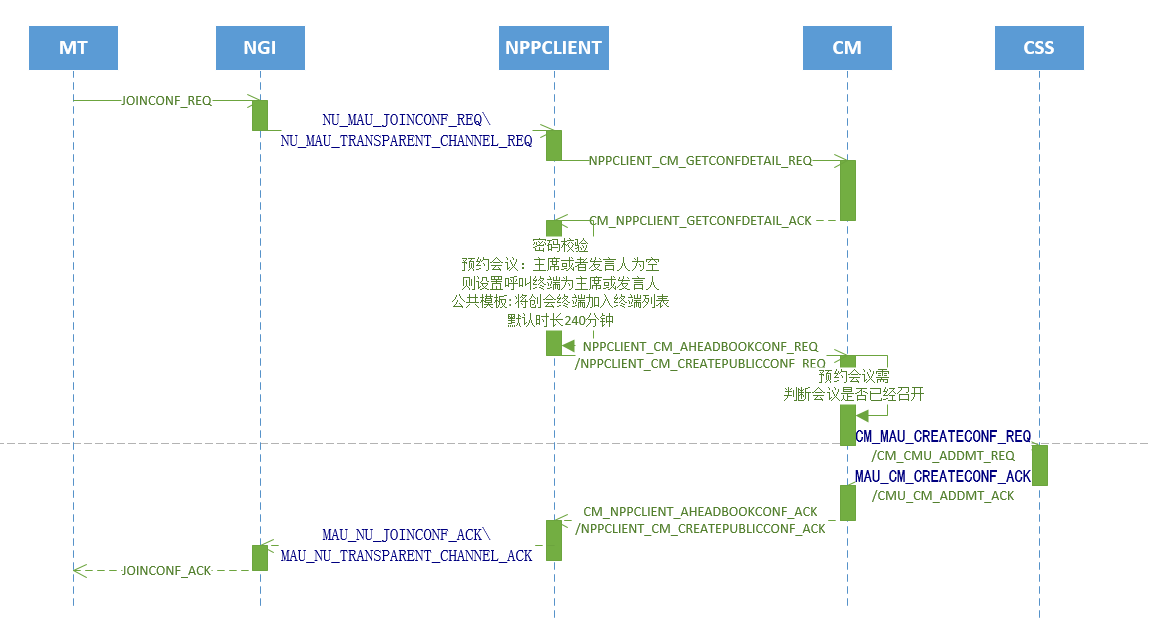 MT
NGI
NPPCLIENT
CM
CSS
JOINCONF_REQ
NU_MAU_JOINCONF_REQ\
NU_MAU_TRANSPARENT_CHANNEL_REQ
NPPCLIENT_CM_GETCONFDETAIL_REQ
CM_NPPCLIENT_GETCONFDETAIL_ACK
密码校验
预约会议：主席或者发言人为空
则设置呼叫终端为主席或发言人
公共模板:将创会终端加入终端列表
默认时长240分钟
NPPCLIENT_CM_AHEADBOOKCONF_REQ
/NPPCLIENT_CM_CREATEPUBLICCONF_REQ
预约会议需
判断会议是否已经召开
CM_MAU_CREATECONF_REQ
/CM_CMU_ADDMT_REQ
MAU_CM_CREATECONF_ACK
/CMU_CM_ADDMT_ACK
CM_NPPCLIENT_AHEADBOOKCONF_ACK
/NPPCLIENT_CM_CREATEPUBLICCONF_ACK
MAU_NU_JOINCONF_ACK\
MAU_NU_TRANSPARENT_CHANNEL_ACK
JOINCONF_ACK